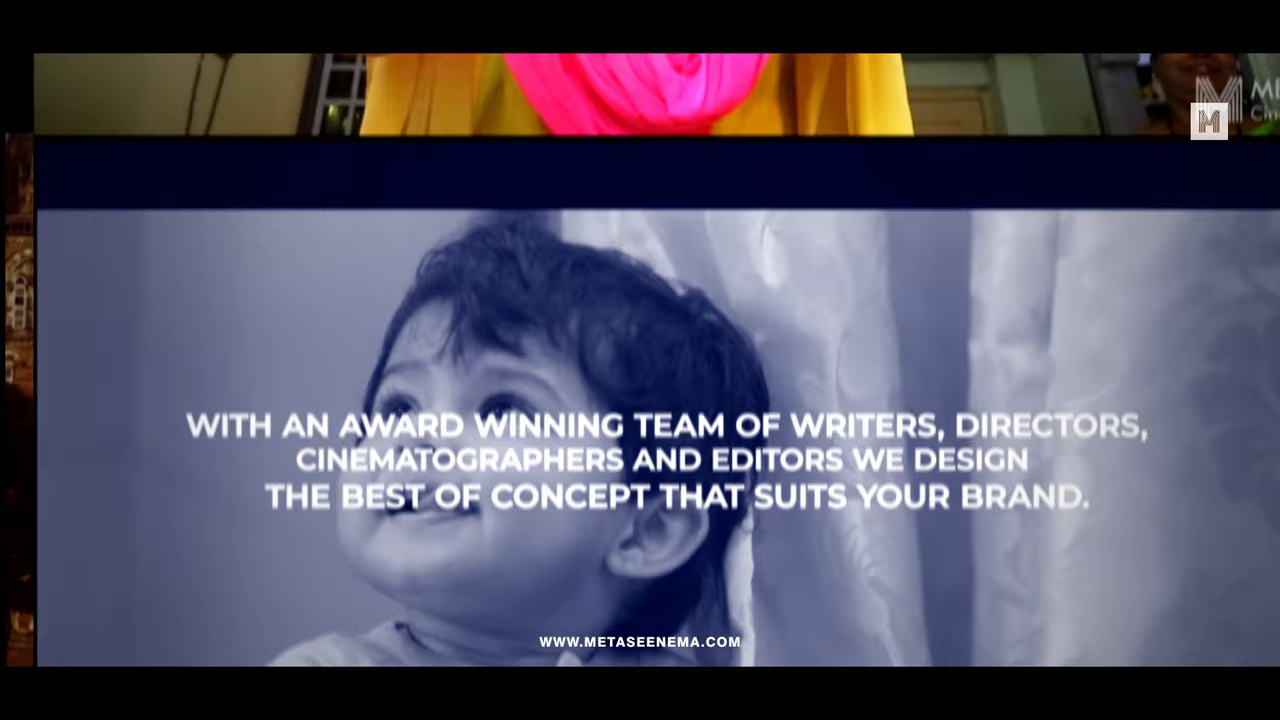 M
WITH AN AWARD WINNING TEAM OF WRITERS, DIRECTORS,
CINEMATOGRAPHERS AND EDITORS WE DESIGN
THE BEST OF CONCEPT THAT SUITS YOUR BRAND.
WWW.METASEENEMA.COM